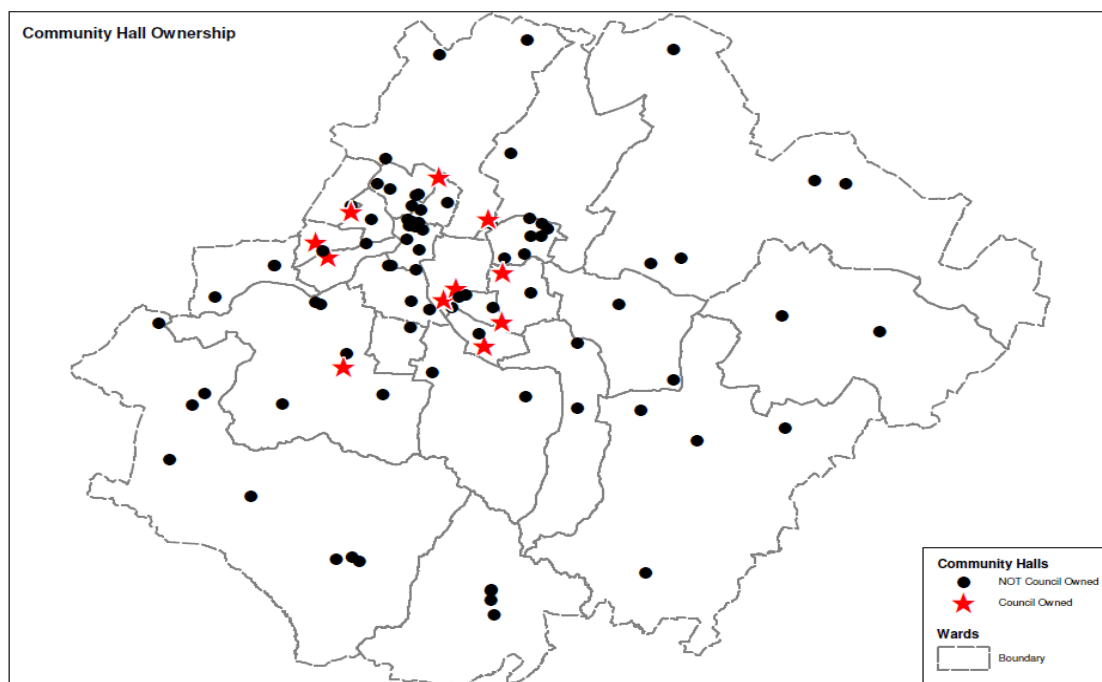 Community Hall Ownership
Community Halls
NOT Council Owned
Council Owned
Wards
Boundary